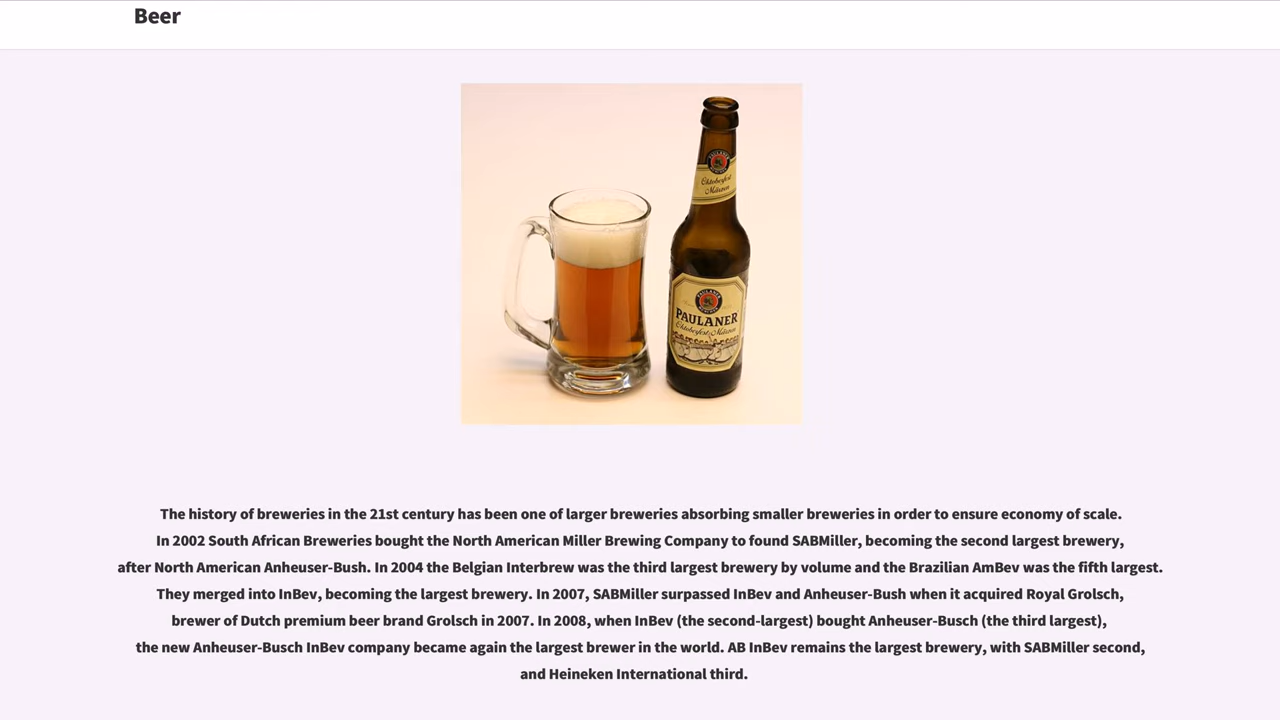 Beer
PAULANER
Oktoberfest
Märzen
PAULANER
Oktoberfest Märzen
The history of breweries in the 21st century has been one of larger breweries absorbing smaller breweries in order to ensure economy of scale.
In 2002 South African Breweries bought the North American Miller Brewing Company to found SABMiller, becoming the second largest brewery,
after North American Anheuser-Bush. In 2004 the Belgian Interbrew was the third largest brewery by volume and the Brazilian AmBev was the fifth largest.
They merged into InBev, becoming the largest brewery. In 2007, SABMiller surpassed InBev and Anheuser-Bush when it acquired Royal Grolsch,
brewer of Dutch premium beer brand Grolsch in 2007. In 2008, when InBev (the second-largest) bought Anheuser-Busch (the third largest),
the new Anheuser-Busch InBev company became again the largest brewer in the world. AB InBev remains the largest brewery, with SABMiller second,
and Heineken International third.